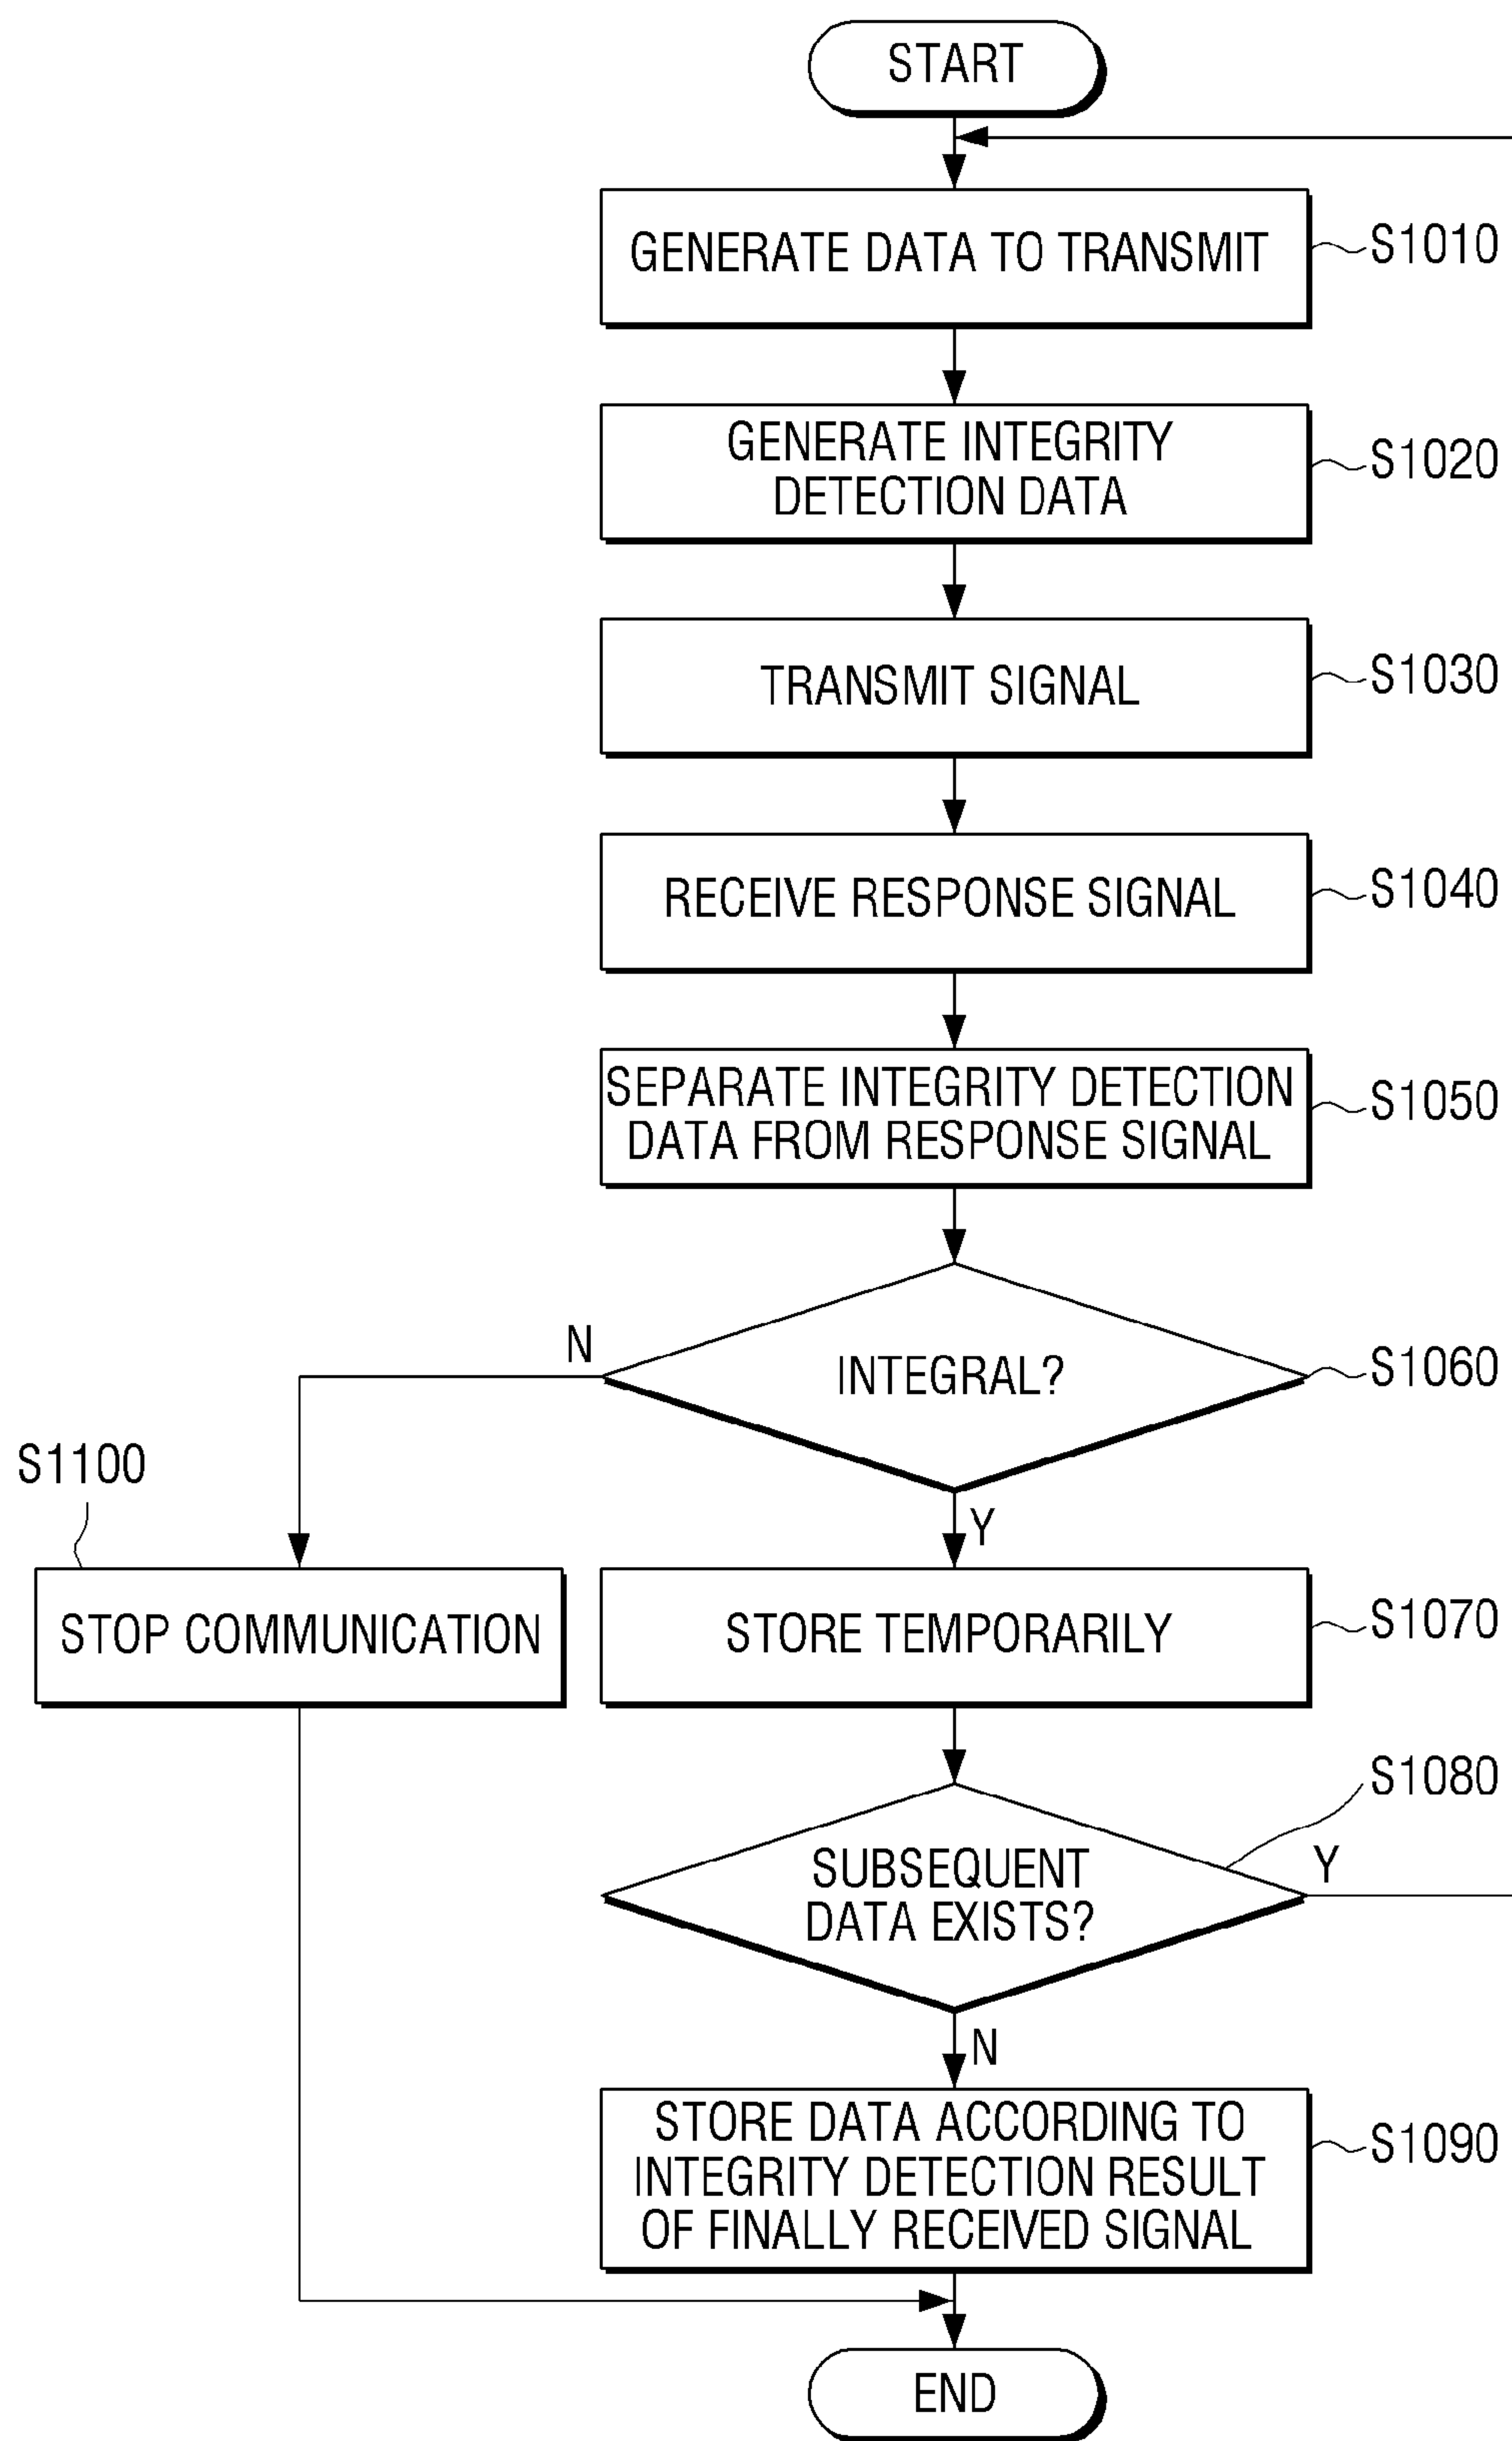 START
GENERATE DATA TO TRANSMIT
S1010
GENERATE INTEGRITY
DETECTION DATA
S1020
TRANSMIT SIGNAL
S1030
RECEIVE RESPONSE SIGNAL
S1040
SEPARATE INTEGRITY DETECTION
DATA FROM RESPONSE SIGNAL
S1050
N
INTEGRAL?
S1060
S1100
Y
STOP COMMUNICATION
STORE TEMPORARILY
S1070
S1080
SUBSEQUENT
DATA EXISTS?
Y
N
STORE DATA ACCORDING TO
INTEGRITY DETECTION RESULT
OF FINALLY RECEIVED SIGNAL
S1090
END